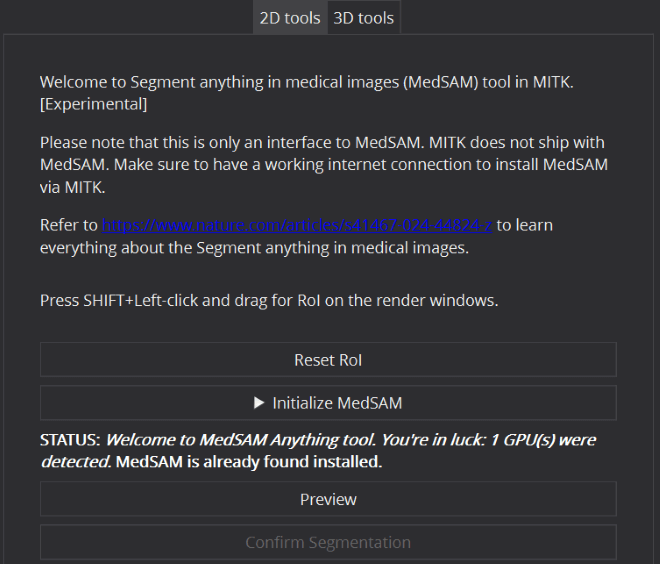 2D tools 3D tools
Welcome to Segment anything in medical images (MedSAM) tool in MITK.
[Experimental]
Please note that this is only an interface to MedSAM. MITK does not ship with
MedSAM. Make sure to have a working internet connection to install MedSAM
via MITK.
Refer to https://www.nature.com/articles/s41467-024-44824-z to learn
everything about the Segment anything in medical images.
Press SHIFT+Left-click and drag for RoI on the render windows.
Reset RoI
Initialize MedSAM
STATUS: Welcome to MedSAM Anything tool. You're in luck: 1 GPU(s) were
detected. MedSAM is already found installed.
Preview
Confirm Segmentation